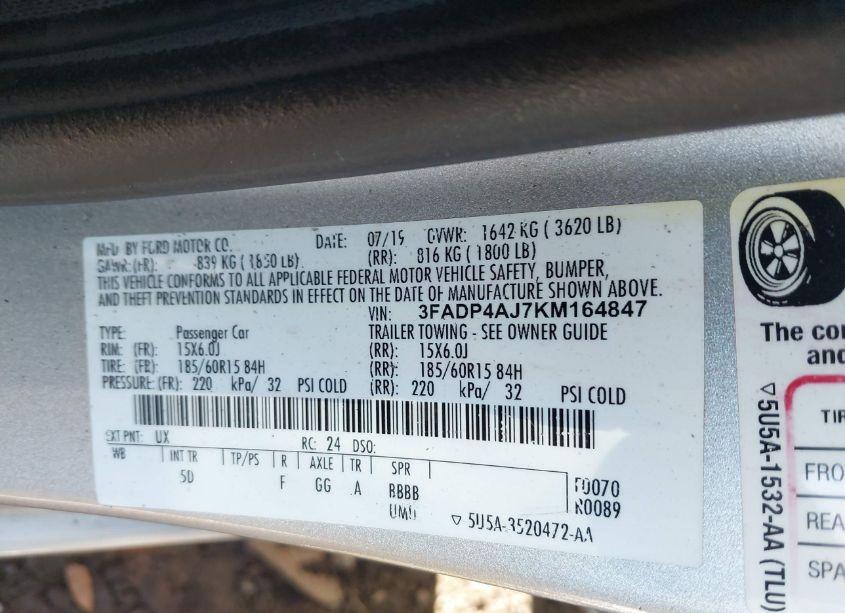 MFD. BY FORD MOTOR CO. DATE: 07/19 GVWR: 1642 KG ( 3620 LB)
GAWR: (FR): 839 KG ( 1850 LB) (RR): 816 KG ( 1800 LB)
THIS VEHICLE CONFORMS TO ALL APPLICABLE FEDERAL MOTOR VEHICLE SAFETY, BUMPER,
AND THEFT PREVENTION STANDARDS IN EFFECT ON THE DATE OF MANUFACTURE SHOWN ABOVE.
VIN: 3FADP4AJ7KM164847
TYPE: Passenger Car TRAILER TOWING - SEE OWNER GUIDE
RIM: (FR): 15X6.0J (RR): 15X6.0J
TIRE: (FR): 185/60R15 84H (RR): 185/60R15 84H
PRESSURE: (FR): 220 kPa/ 32 PSI COLD (RR): 220 kPa/ 32 PSI COLD
EXT PNT: UX RC: 24 DSO:
WB INT TR TP/PS R AXLE TR SPR
5D F GG A BBBB F0070
UMD N0089
▽ 5U5A-3520472-AA
The co
and
▽5U5A-1532-AA (TLU)
TIR
FRO
REA
SPA